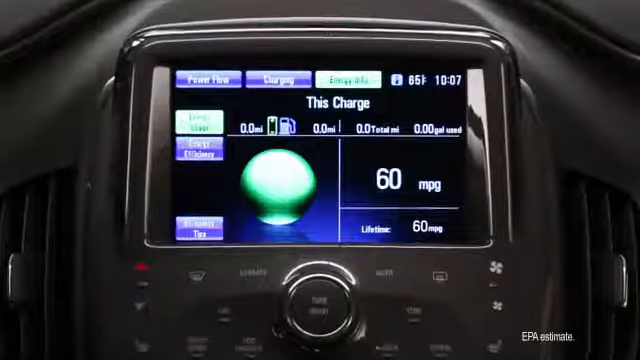 Power Flow Charging Energy Info 65F 10:07
This Charge
Energy Usage
0.0mi 0.0mi 0.0Total mi 0.00gal used
Energy Efficiency
60 mpg
Efficiency Tips
Lifetime: 60mpg
CLIMATE AUTO
TUNE
EPA estimate.